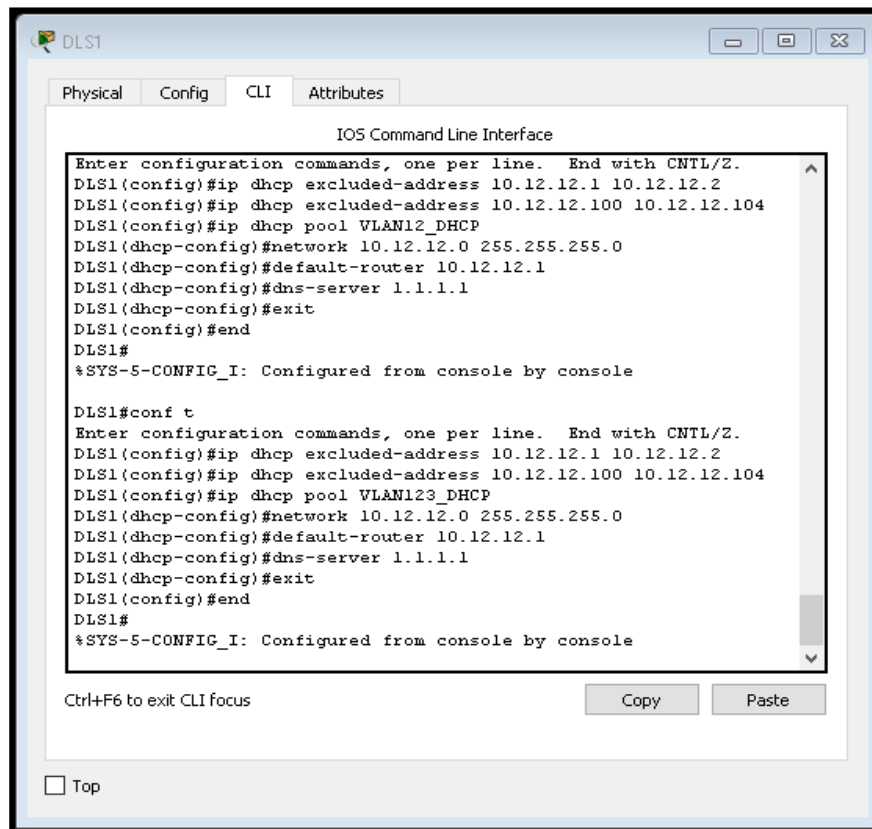 DLS1
Physical Config CLI Attributes
IOS Command Line Interface
Enter configuration commands, one per line. End with CNTL/Z.
DLS1(config)#ip dhcp excluded-address 10.12.12.1 10.12.12.2
DLS1(config)#ip dhcp excluded-address 10.12.12.100 10.12.12.104
DLS1(config)#ip dhcp pool VLAN12_DHCP
DLS1(dhcp-config)#network 10.12.12.0 255.255.255.0
DLS1(dhcp-config)#default-router 10.12.12.1
DLS1(dhcp-config)#dns-server 1.1.1.1
DLS1(dhcp-config)#exit
DLS1(config)#end
DLS1#
%SYS-5-CONFIG_I: Configured from console by console
DLS1#conf t
Enter configuration commands, one per line. End with CNTL/Z.
DLS1(config)#ip dhcp excluded-address 10.12.12.1 10.12.12.2
DLS1(config)#ip dhcp excluded-address 10.12.12.100 10.12.12.104
DLS1(config)#ip dhcp pool VLAN123_DHCP
DLS1(dhcp-config)#network 10.12.12.0 255.255.255.0
DLS1(dhcp-config)#default-router 10.12.12.1
DLS1(dhcp-config)#dns-server 1.1.1.1
DLS1(dhcp-config)#exit
DLS1(config)#end
DLS1#
%SYS-5-CONFIG_I: Configured from console by console
Ctrl+F6 to exit CLI focus Copy Paste
Top